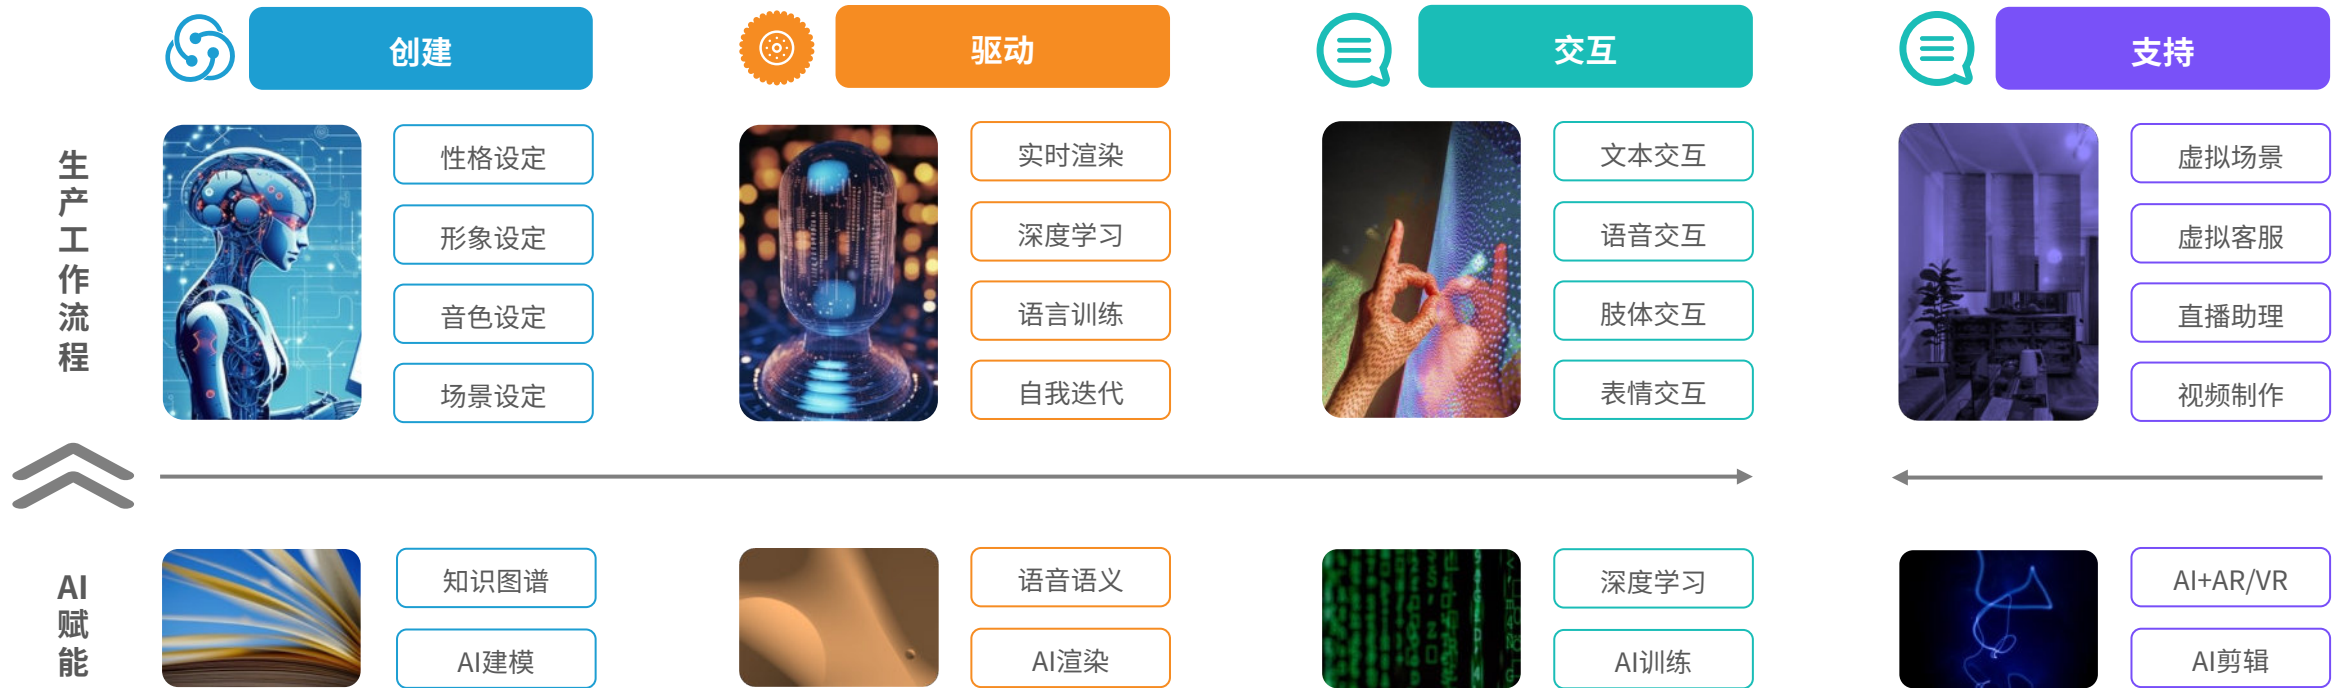 创建
驱动
交互
支持
生产工作流程
性格设定
形象设定
音色设定
场景设定
实时渲染
深度学习
语言训练
自我迭代
文本交互
语音交互
肢体交互
表情交互
虚拟场景
虚拟客服
直播助理
视频制作
AI赋能
知识图谱
AI建模
语音语义
AI渲染
深度学习
AI训练
AI+AR/VR
AI剪辑